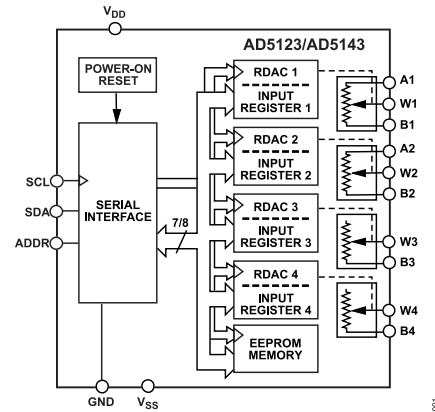 VDD
AD5123/AD5143
POWER-ON
RESET
SCL
SDA
ADDR
SERIAL
INTERFACE
7/8
RDAC 1
INPUT
REGISTER 1
RDAC 2
INPUT
REGISTER 2
RDAC 3
INPUT
REGISTER 3
RDAC 4
INPUT
REGISTER 4
EEPROM
MEMORY
A1
W1
B1
A2
W2
B2
W3
B3
W4
B4
GND
VSS